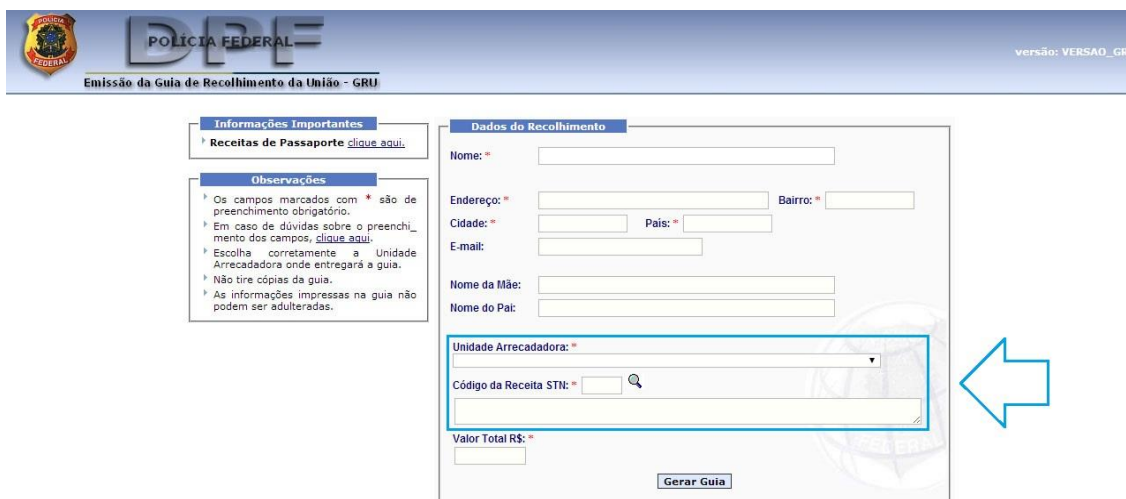 POLÍCIA
FEDERAL
DPF
POLÍCIA FEDERAL
Emissão da Guia de Recolhimento da União - GRU
versão: VERSAO_GR
Informações Importantes
Receitas de Passaporte clique aqui.
Observações
Os campos marcados com * são de
preenchimento obrigatório.
Em caso de dúvidas sobre o preenchi_
mento dos campos, clique aqui.
Escolha corretamente a Unidade
Arrecadadora onde entregará a guia.
Não tire cópias da guia.
As informações impressas na guia não
podem ser adulteradas.
Dados do Recolhimento
Nome: *
Endereço: * Bairro: *
Cidade: * País: *
E-mail:
Nome da Mãe:
Nome do Pai:
Unidade Arrecadadora: *
Código da Receita STN: *
Valor Total R$: *
FEDERAL
Gerar Guia